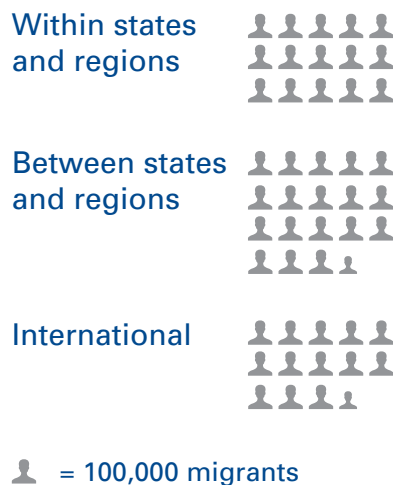 Within states
and regions
Between states
and regions
International
= 100,000 migrants